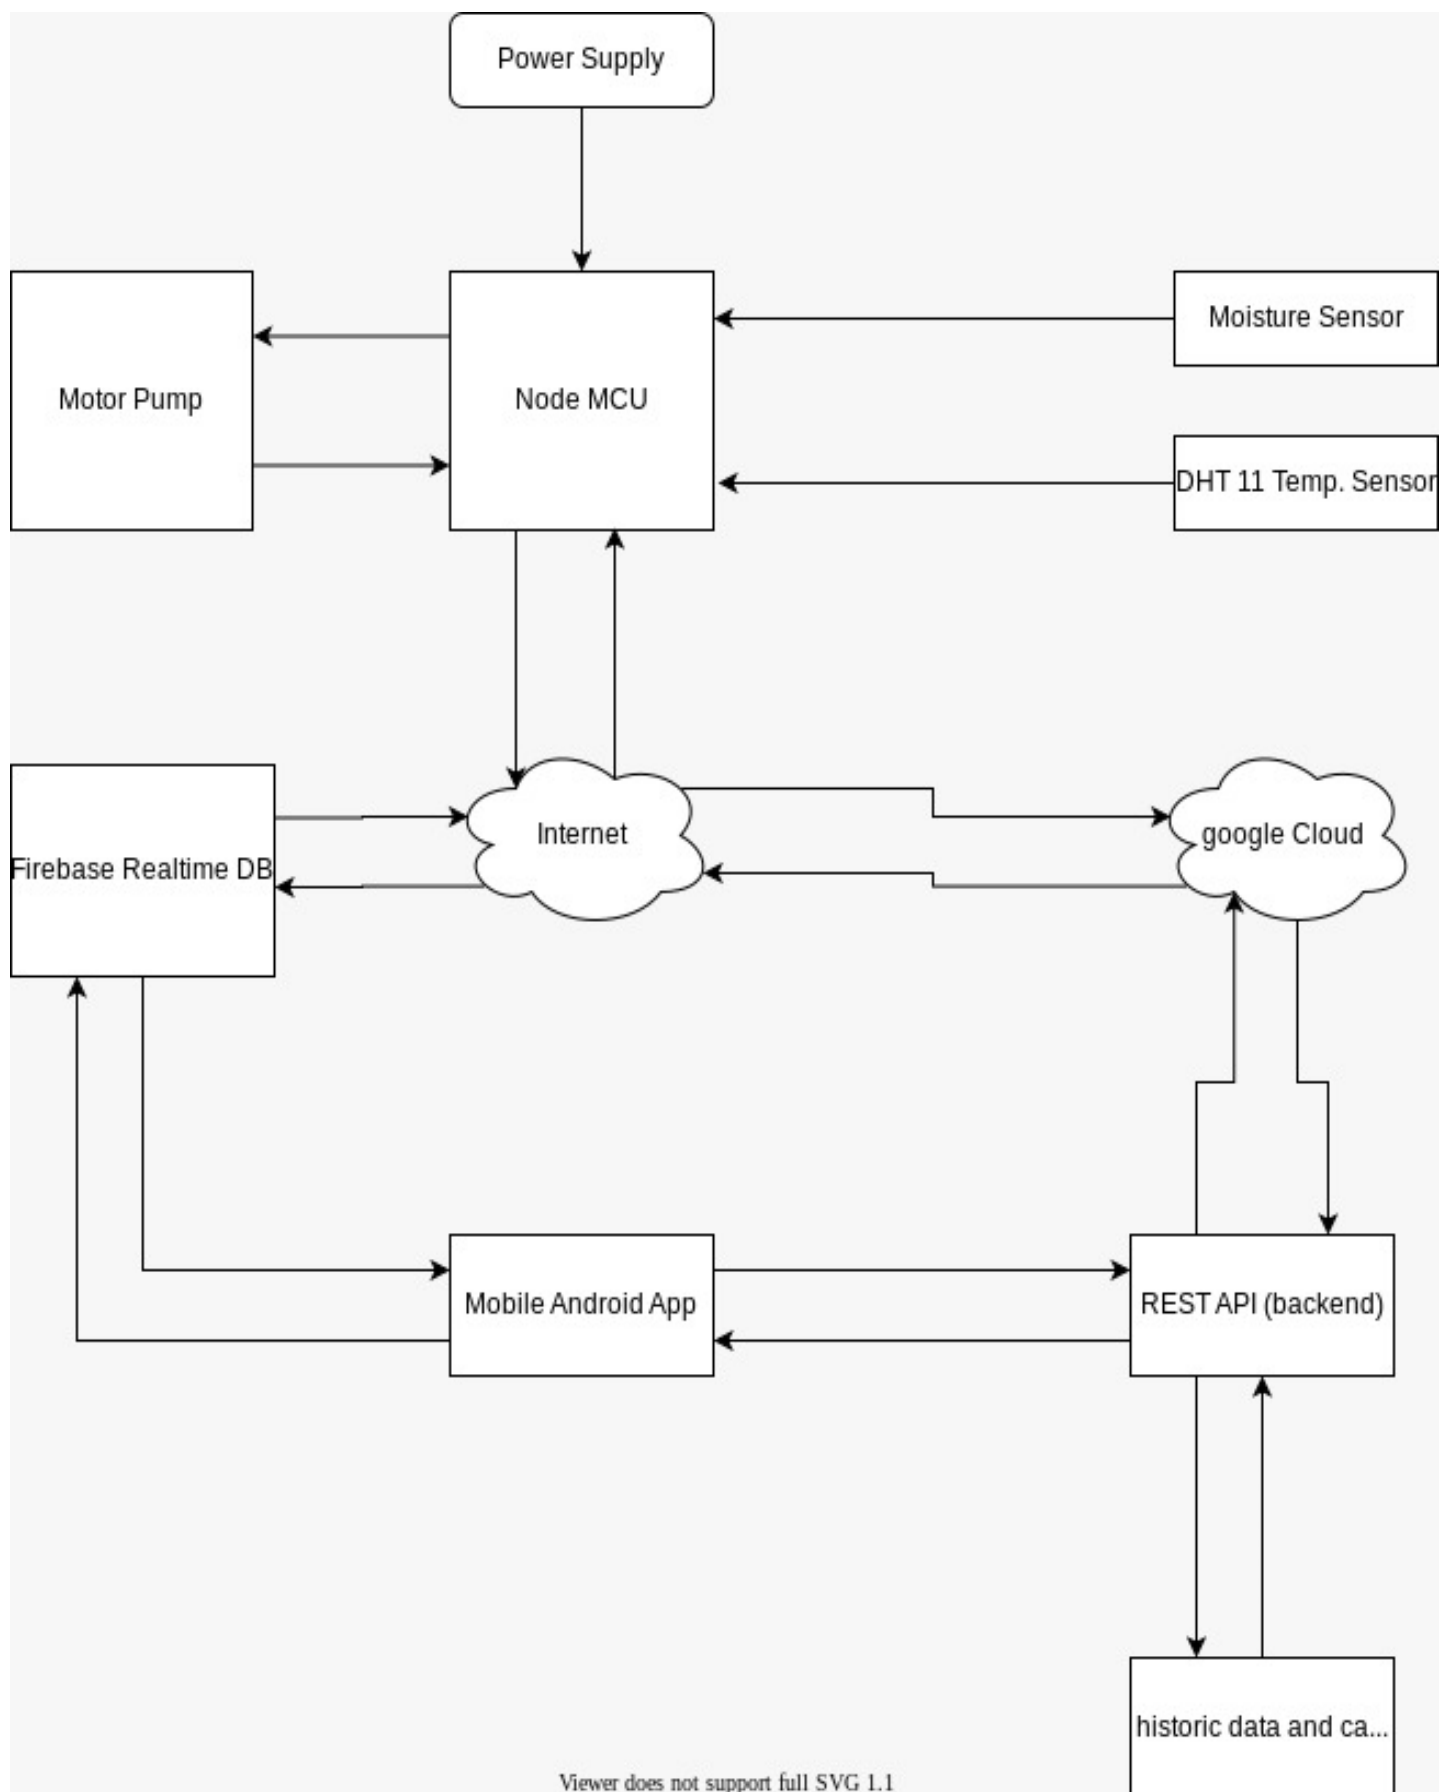 Power Supply
Motor Pump
Node MCU
Moisture Sensor
DHT 11 Temp. Sensor
Firebase Realtime DB
Internet
google Cloud
Mobile Android App
REST API (backend)
historic data and ca...
Viewer does not support full SVG 1.1